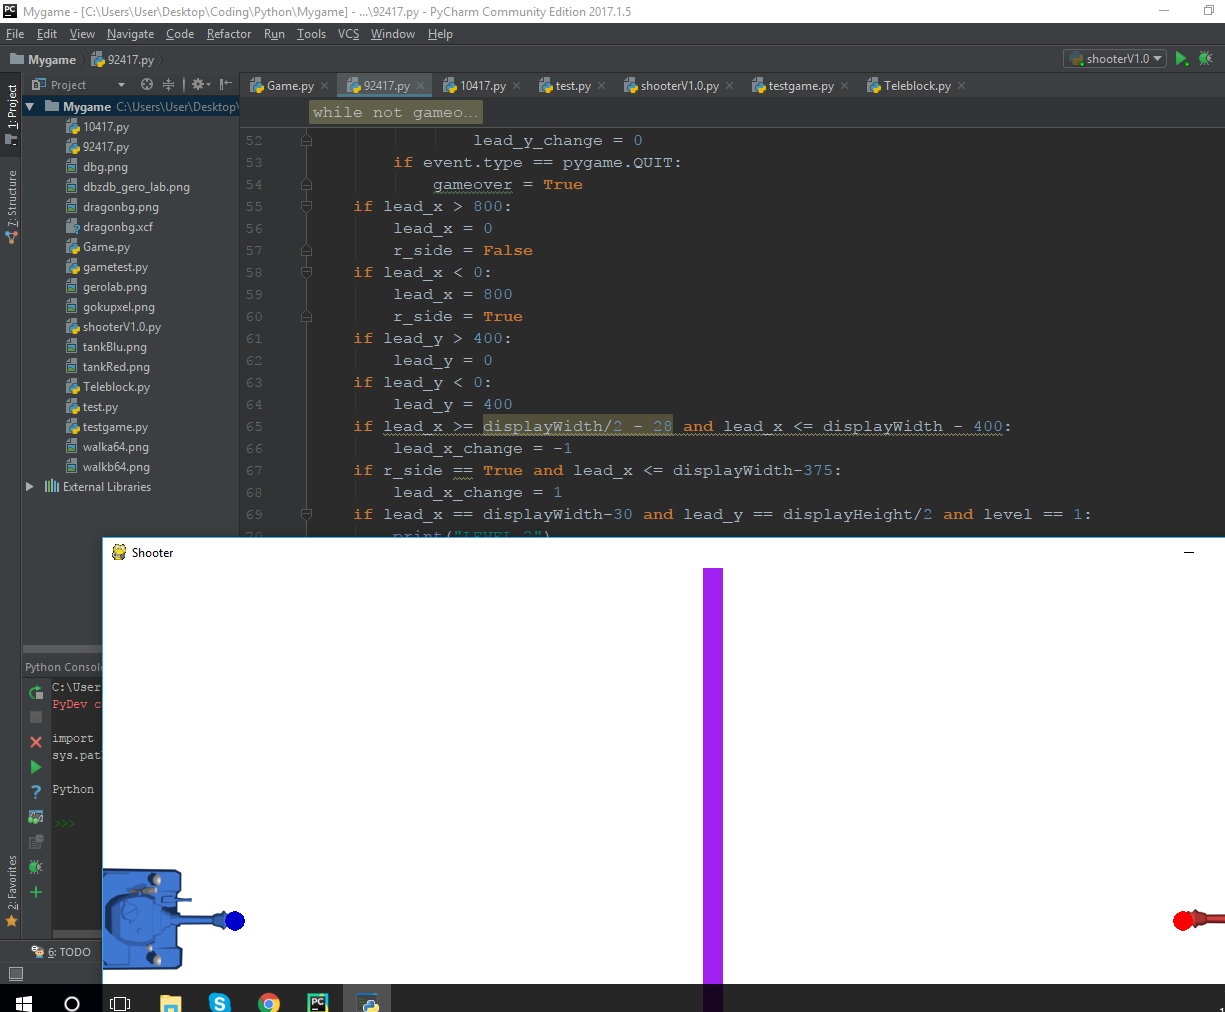 Mygame - [C:\Users\User\Desktop\Coding\Python\Mygame] - ...\92417.py - PyCharm Community Edition 2017.1.5
File Edit View Navigate Code Refactor Run Tools VCS Window Help
Mygame 92417.py
shooterV1.0
Project
Game.py 92417.py 10417.py test.py shooterV1.0.py testgame.py Teleblock.py
1: Project
7: Structure
2: Favorites
Mygame C:\Users\User\Desktop\
10417.py
92417.py
dbg.png
dbzdb_gero_lab.png
dragonbg.png
dragonbg.xcf
Game.py
gametest.py
gerolab.png
gokupxel.png
shooterV1.0.py
tankBlu.png
tankRed.png
Teleblock.py
test.py
testgame.py
walka64.png
walkb64.png
External Libraries
while not gameo...
52 lead_y_change = 0
53 if event.type == pygame.QUIT:
54 gameover = True
55 if lead_x > 800:
56 lead_x = 0
57 r_side = False
58 if lead_x < 0:
59 lead_x = 800
60 r_side = True
61 if lead_y > 400:
62 lead_y = 0
63 if lead_y < 0:
64 lead_y = 400
65 if lead_x >= displayWidth/2 - 28 and lead_x <= displayWidth - 400:
66 lead_x_change = -1
67 if r_side == True and lead_x <= displayWidth-375:
68 lead_x_change = 1
69 if lead_x == displayWidth-30 and lead_y == displayHeight/2 and level == 1:
70 print("LEVEL 2")
Shooter
Python Console
C:\User
PyDev c
import
sys.pat
Python
>>>
6: TODO